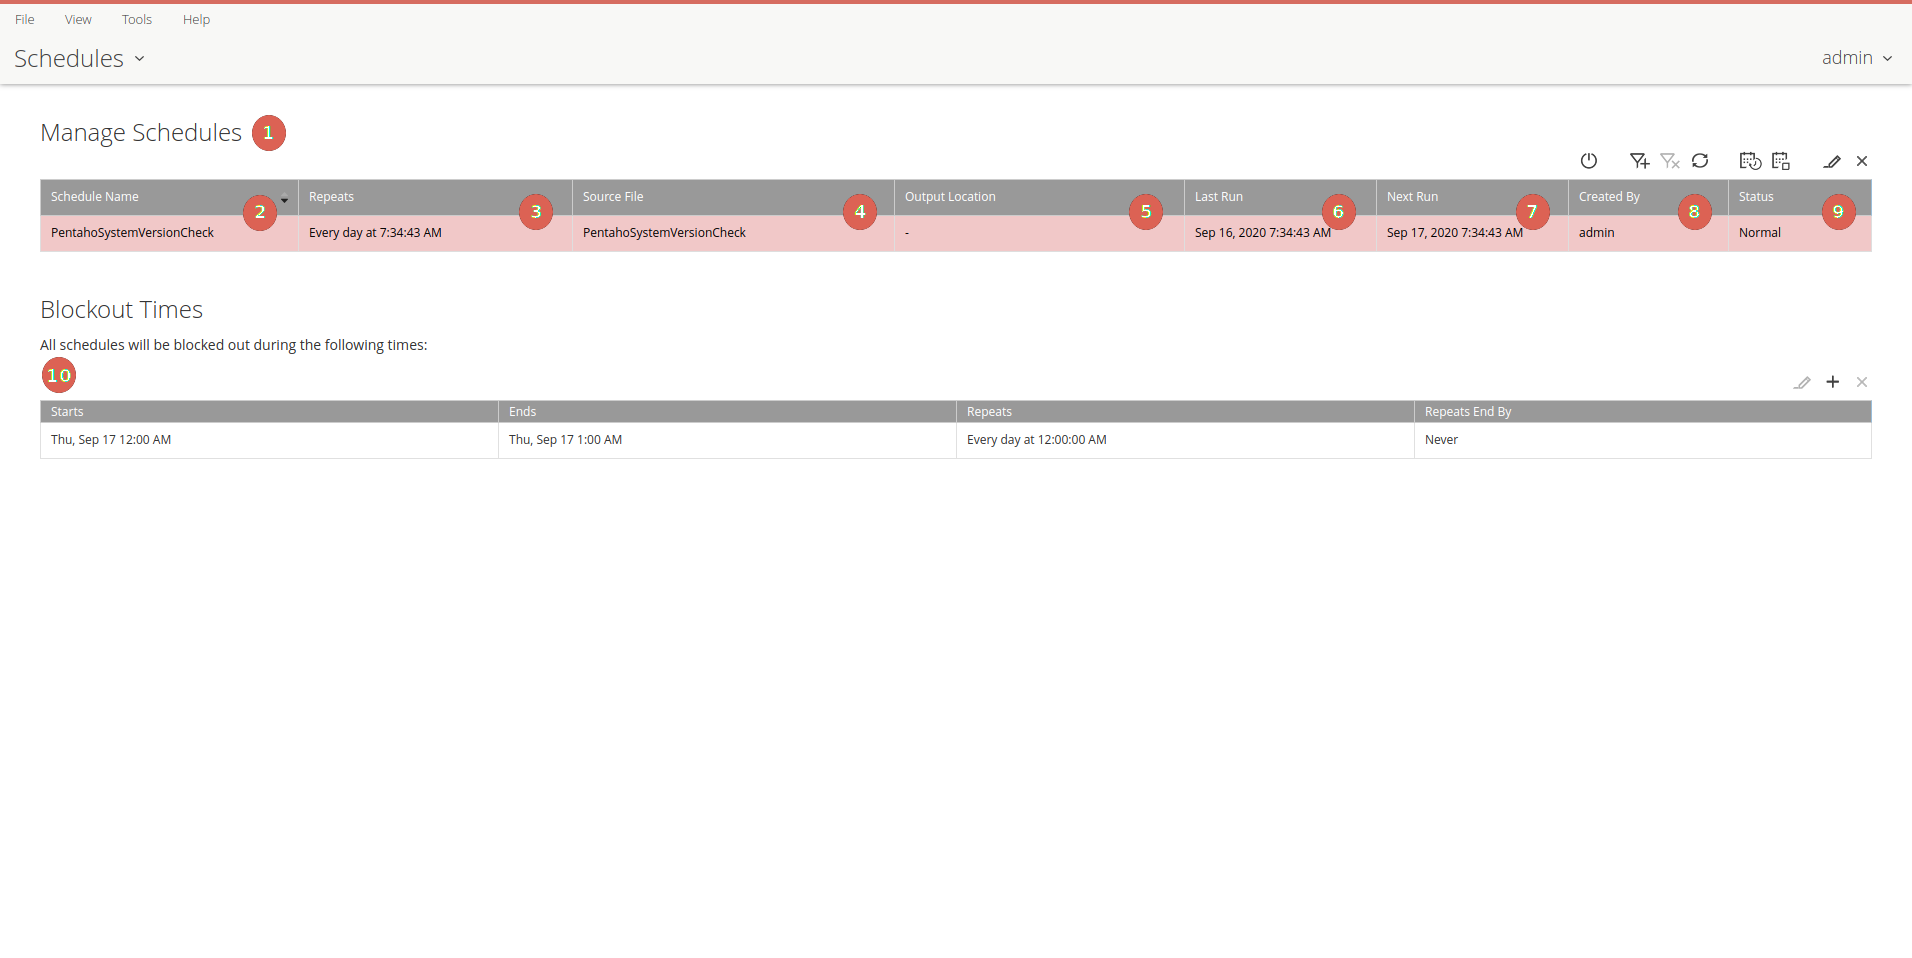 File View Tools Help
Schedules
admin
Manage Schedules 1
Schedule Name 2 Repeats 3 Source File 4 Output Location 5 Last Run 6 Next Run 7 Created By 8 Status 9
PentahoSystemVersionCheck Every day at 7:34:43 AM PentahoSystemVersionCheck - Sep 16, 2020 7:34:43 AM Sep 17, 2020 7:34:43 AM admin Normal
Blockout Times
All schedules will be blocked out during the following times:
10
Starts Ends Repeats Repeats End By
Thu, Sep 17 12:00 AM Thu, Sep 17 1:00 AM Every day at 12:00:00 AM Never